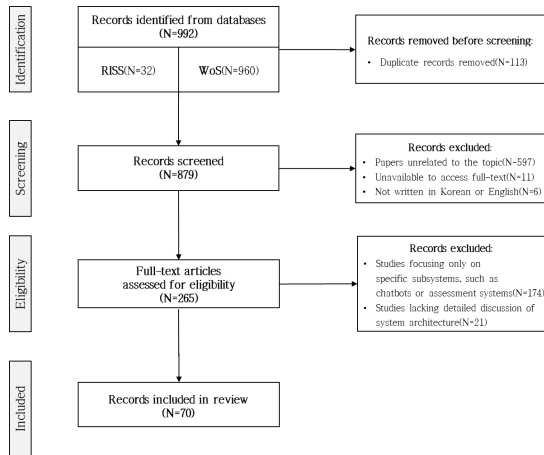 Identification
Records identified from databases
(N=992)
RISS(N=32)
WoS(N=960)
Records removed before screening:
• Duplicate records removed(N=113)
Screening
Records screened
(N=879)
Records excluded:
• Papers unrelated to the topic(N-597)
• Unavailable to access full-text(N=11)
• Not written in Korean or English(N=6)
Eligibility
Full-text articles
assessed for eligibility
(N=265)
Records excluded:
• Studies focusing only on
specific subsystems, such as
chatbots or assessment systems(N=174)
• Studies lacking detailed discussion of
system architecture(N=21)
Included
Records included in review
(N=70)